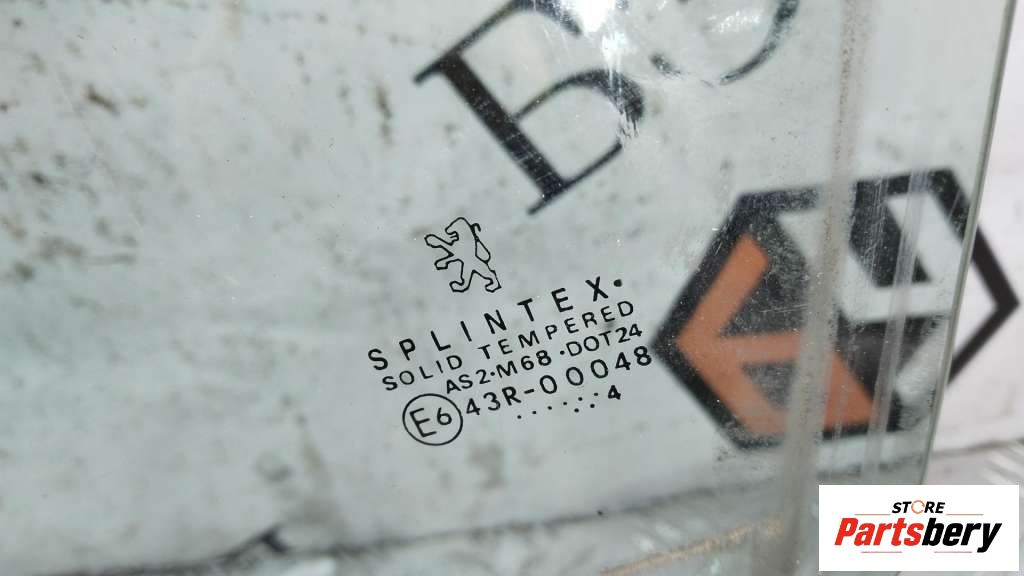 SPLINTEX.
SOLID TEMPERED
AS2·M68·DOT24
E6 43R-00048
......4
STORE
Partsbery